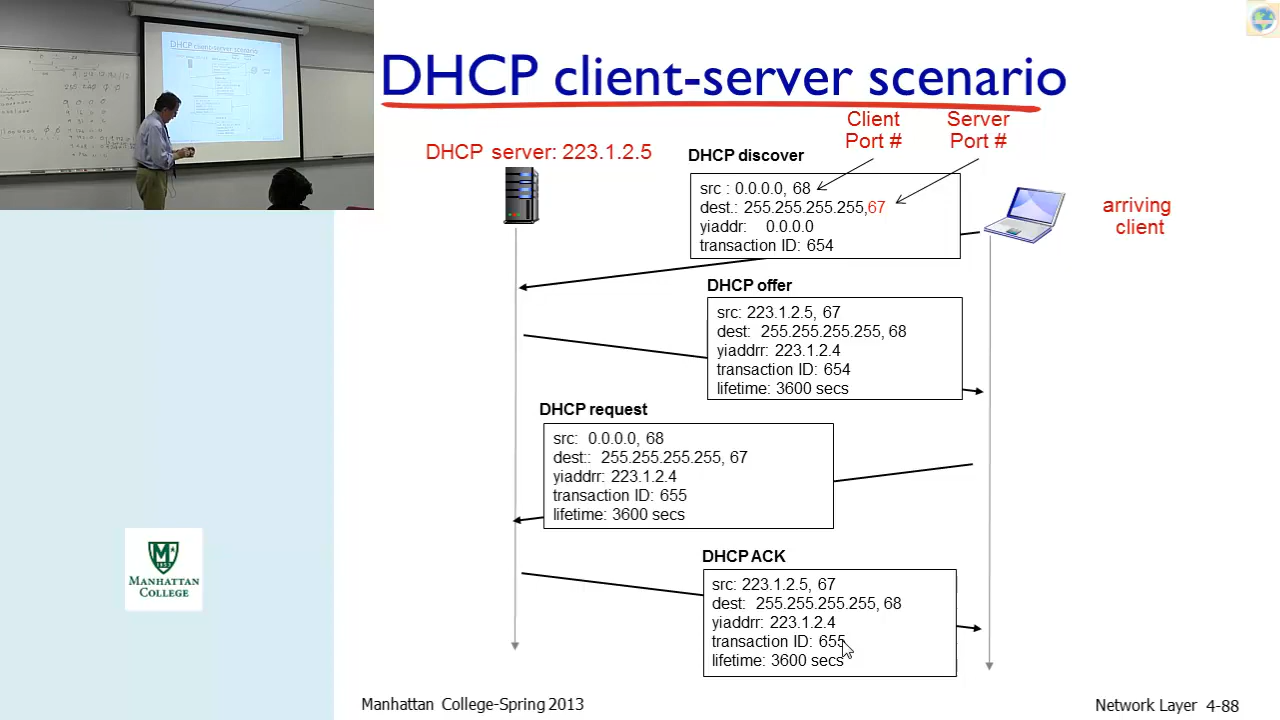 DHCP client-server scenario
Client
Port #
Server
Port #
DHCP server: 223.1.2.5
DHCP discover
src : 0.0.0.0, 68
dest.: 255.255.255.255,67
yiaddr: 0.0.0.0
transaction ID: 654
arriving
client
DHCP offer
src: 223.1.2.5, 67
dest: 255.255.255.255, 68
yiaddrr: 223.1.2.4
transaction ID: 654
lifetime: 3600 secs
DHCP request
src: 0.0.0.0, 68
dest:: 255.255.255.255, 67
yiaddrr: 223.1.2.4
transaction ID: 655
lifetime: 3600 secs
DHCP ACK
src: 223.1.2.5, 67
dest: 255.255.255.255, 68
yiaddrr: 223.1.2.4
transaction ID: 655
lifetime: 3600 secs
MANHATTAN
COLLEGE
Manhattan College-Spring 2013
Network Layer 4-88
DHCP client-server scenario